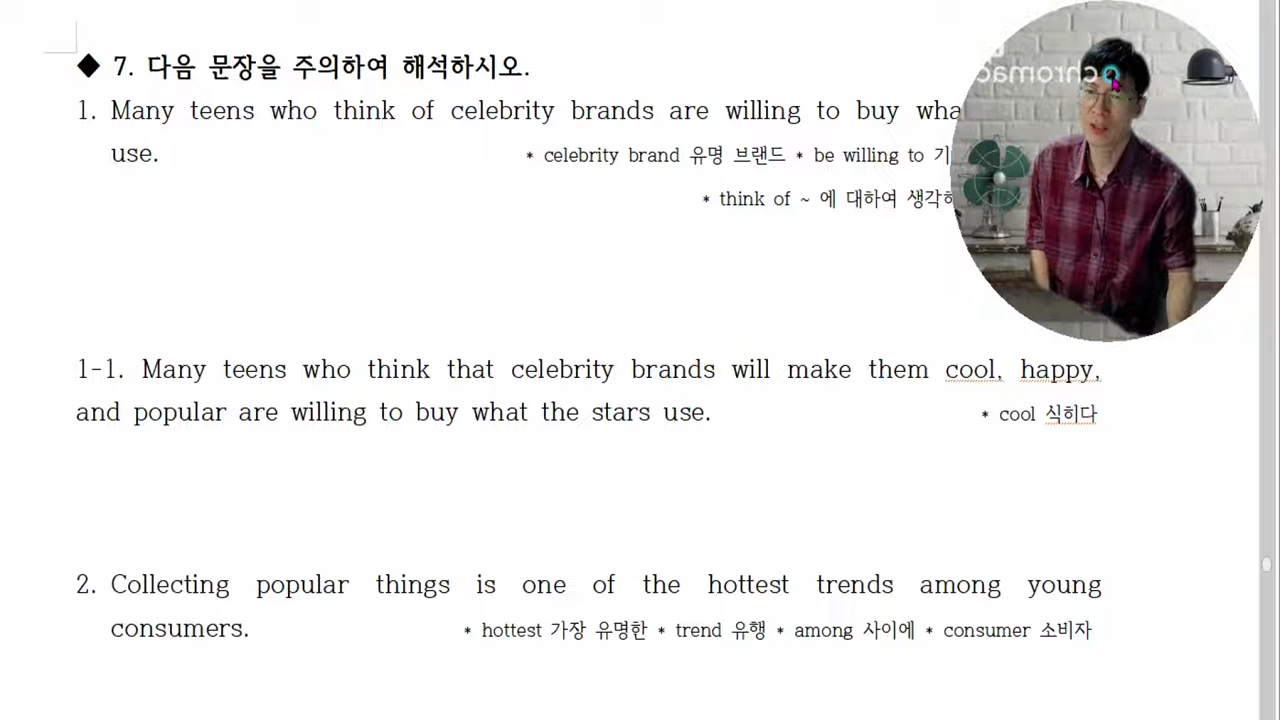 ◆ 7. 다음 문장을 주의하여 해석하시오.
1. Many teens who think of celebrity brands are willing to buy
use. * celebrity brand 유명 브랜드 * be willing to
* think of ~ 에 대하여
1-1. Many teens who think that celebrity brands will make them cool, happy,
and popular are willing to buy what the stars use. * cool 식히다
2. Collecting popular things is one of the hottest trends among young
consumers. * hottest 가장 유명한 * trend 유행 * among 사이에 * consumer 소비자